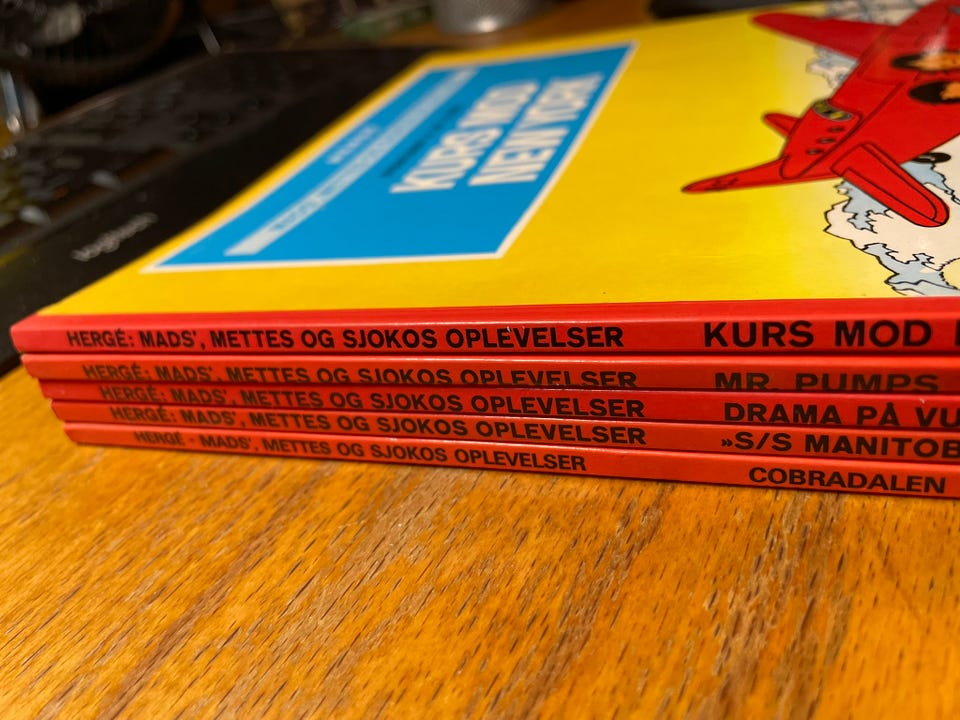 KURS MOD
NEW YORK
logitech
HERGÉ: MADS', METTES OG SJOKOS OPLEVELSER KURS MOD
HERGÉ: MADS', METTES OG SJOKOS OPLEVELSER MR. PUMPS
HERGÉ: MADS', METTES OG SJOKOS OPLEVELSER DRAMA PÅ VU
HERGÉ: MADS', METTES OG SJOKOS OPLEVELSER »S/S MANITOB
HERGÉ - MADS', METTES OG SJOKOS OPLEVELSER COBRADALEN